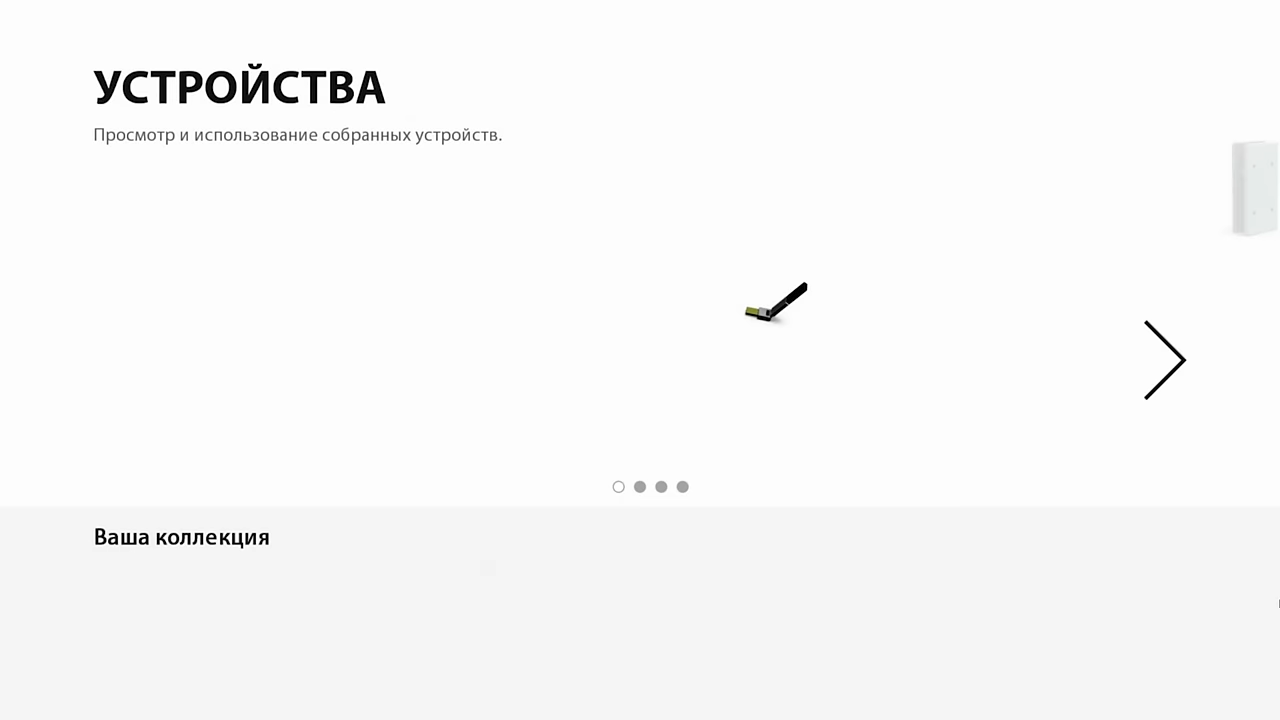 УСТРОЙСТВА
Просмотр и использование собранных устройств.
Ваша коллекция